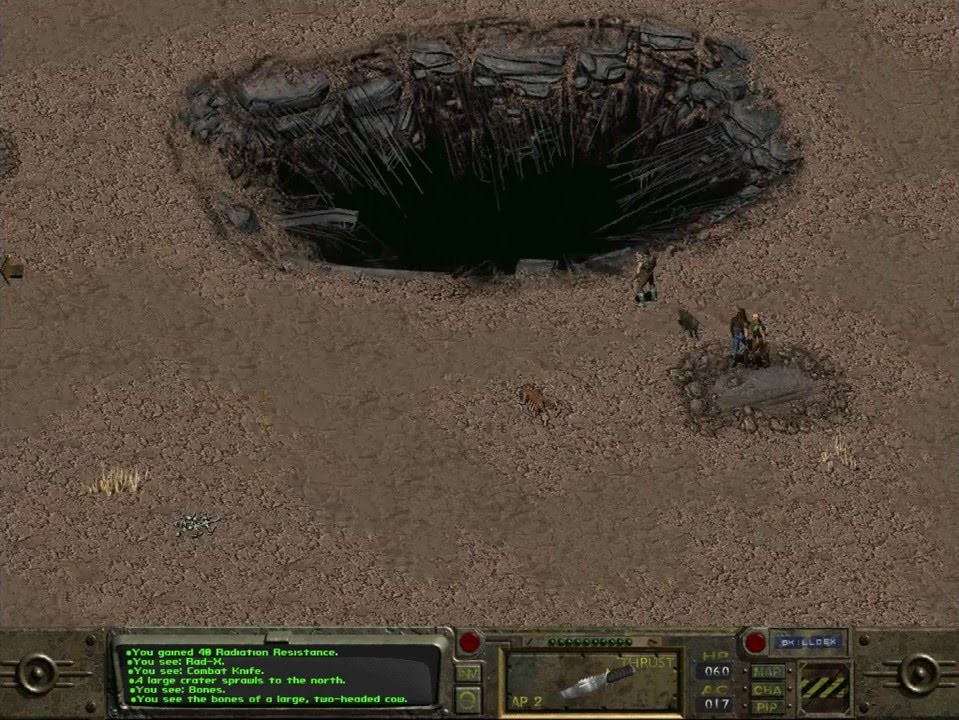 •You gained 40 Radiation Resistance.
•You see: Rad-X.
•You see: Combat Knife.
•A large crater sprawls to the north.
•You see: Bones.
•You see the bones of a large, two-headed cow.
INV
THRUST
AP 2
HP
060
AC
017
SKILLDEX
MAP
CHA
PIP